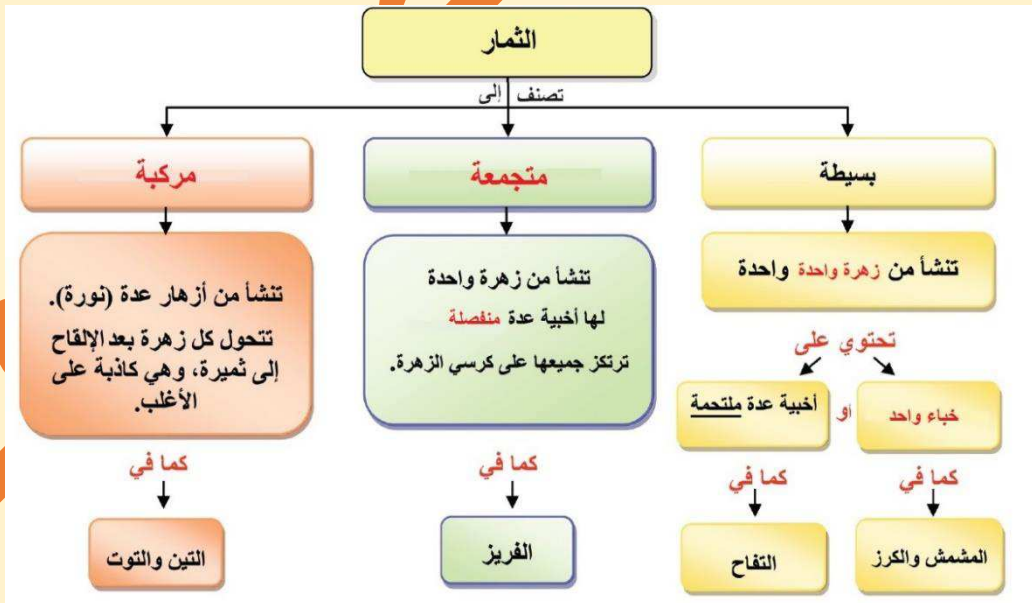 الثمار
تصنف إلى
بسيطة
متجمعة
مركبة
تنشأ من زهرة واحدة واحدة
تحتوي على
خباء واحد
أو
أخبية عدة ملتحمة
كما في
كما في
المشمش والكرز
التفاح
تنشأ من زهرة واحدة
لها أخبية عدة منفصلة
ترتكز جميعها على كرسي الزهرة.
كما في
الفريز
تنشأ من أزهار عدة (نورة).
تتحول كل زهرة بعد الإلقاح
إلى ثميرة، وهي كاذبة على
الأغلب.
كما في
التين والتوت